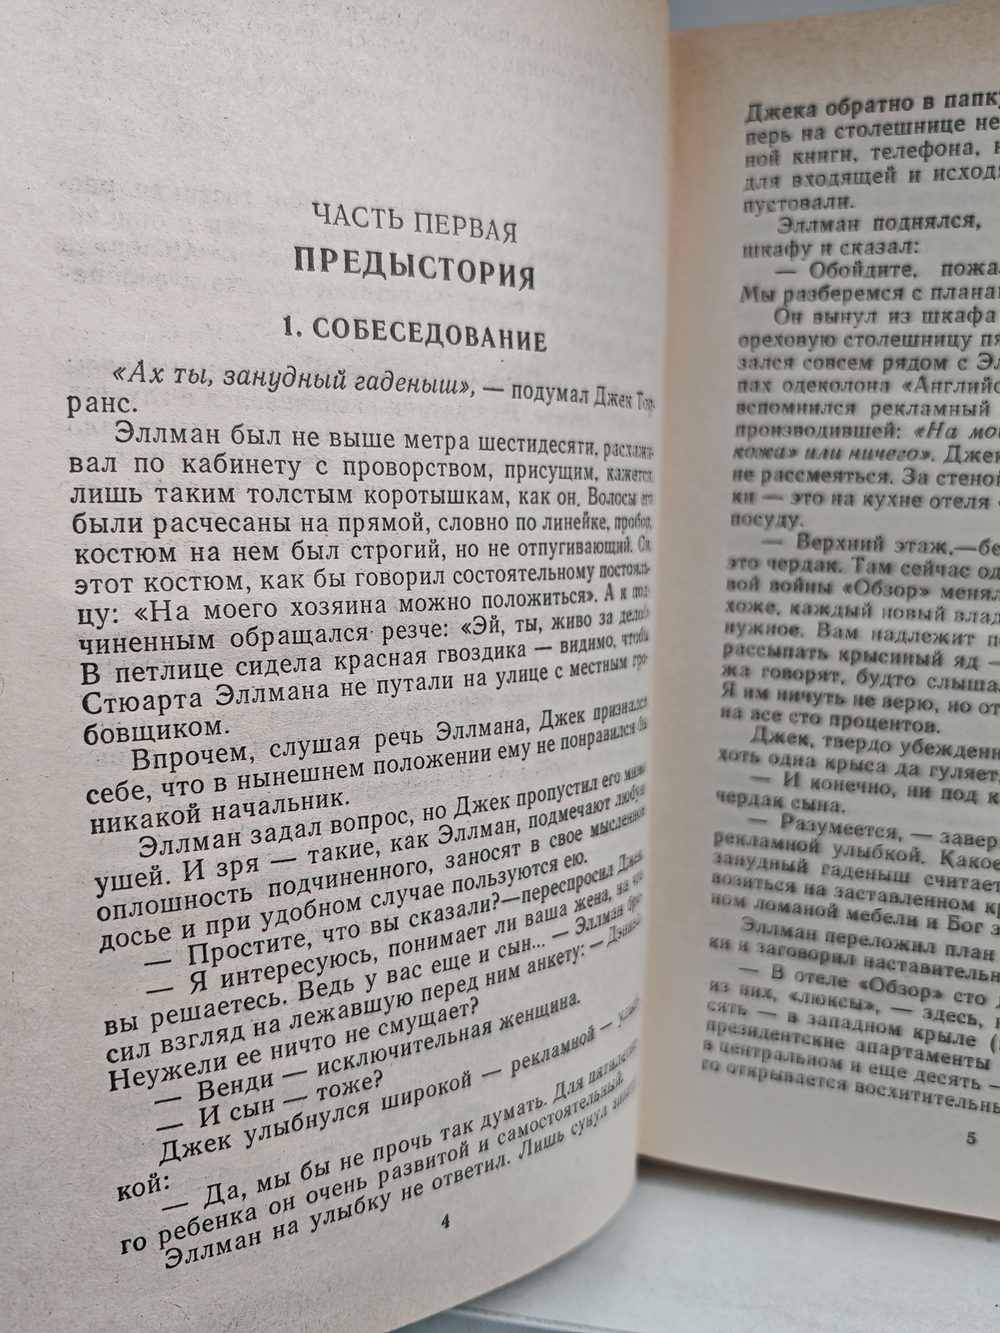 ЧАСТЬ ПЕРВАЯ
ПРЕДЫСТОРИЯ
1. СОБЕСЕДОВАНИЕ
«Ах ты, занудный гаденыш», — подумал Джек Тор-
ранс.
Эллман был не выше метра шестидесяти, расхажи-
вал по кабинету с проворством, присущим, кажется,
лишь таким толстым коротышкам, как он. Волосы его
были расчесаны на прямой, словно по линейке, пробор,
костюм на нем был строгий, но не отпугивающий. Сам
этот костюм, как бы говорил состоятельному постояль-
цу: «На моего хозяина можно положиться». А к под-
чиненным обращался резче: «Эй, ты, живо за дело!»
В петлице сидела красная гвоздика — видимо, чтобы
Стюарта Эллмана не путали на улице с местным гро-
бовщиком.
Впрочем, слушая речь Эллмана, Джек признался
себе, что в нынешнем положении ему не понравился бы
никакой начальник.
Эллман задал вопрос, но Джек пропустил его мимо
ушей. И зря — такие, как Эллман, подмечают любую
оплошность подчиненного, заносят в свое мысленное
досье и при удобном случае пользуются ею.
— Простите, что вы сказали?—переспросил Джек.
— Я интересуюсь, понимает ли ваша жена, на что
вы решаетесь. Ведь у вас еще и сын... — Эллман бро-
сил взгляд на лежавшую перед ним анкету: — Дэниел.
Неужели ее ничто не смущает?
— Венди — исключительная женщина.
— И сын — тоже?
Джек улыбнулся широкой — рекламной — улыб-
кой:
— Да, мы бы не прочь так думать. Для пятилетне-
го ребенка он очень развитой и самостоятельный.
Эллман на улыбку не ответил. Лишь сунул анкету
4
Джека обратно в папку
перь на столешнице не
ной книги, телефона,
для входящей и исход
пустовали.
Эллман поднялся,
шкафу и сказал:
— Обойдите, пожа
Мы разберемся с плана
Он вынул из шкафа
ореховую столешницу
зался совсем рядом с Эл
пах одеколона «Английс
вспомнился рекламный
производившей: «На мо
кожа» или ничего». Джек
не рассмеяться. За стеной
ки — это на кухне отеля
посуду.
— Верхний этаж,—бе
это чердак. Там сейчас од
вой войны «Обзор» менял
хоже, каждый новый влад
нужное. Вам надлежит
рассыпать крысиный яд —
жа говорят, будто слыша
Я им ничуть не верю, но от
на все сто процентов.
Джек, твердо убежденн
хоть одна крыса да гуляет,
— И конечно, ни под к
чердак сына.
— Разумеется, — завер
рекламной улыбкой. Какое
занудный гаденыш считает
возиться на заставленном кр
ном ломаной мебели и Бог з
Эллман переложил план
ки и заговорил наставительн
— В отеле «Обзор» сто
из них, «люксы», — здесь,
сять — в западном крыле (
президентские апартаменты
в центральном и еще десять —
го открывается восхитительны
5